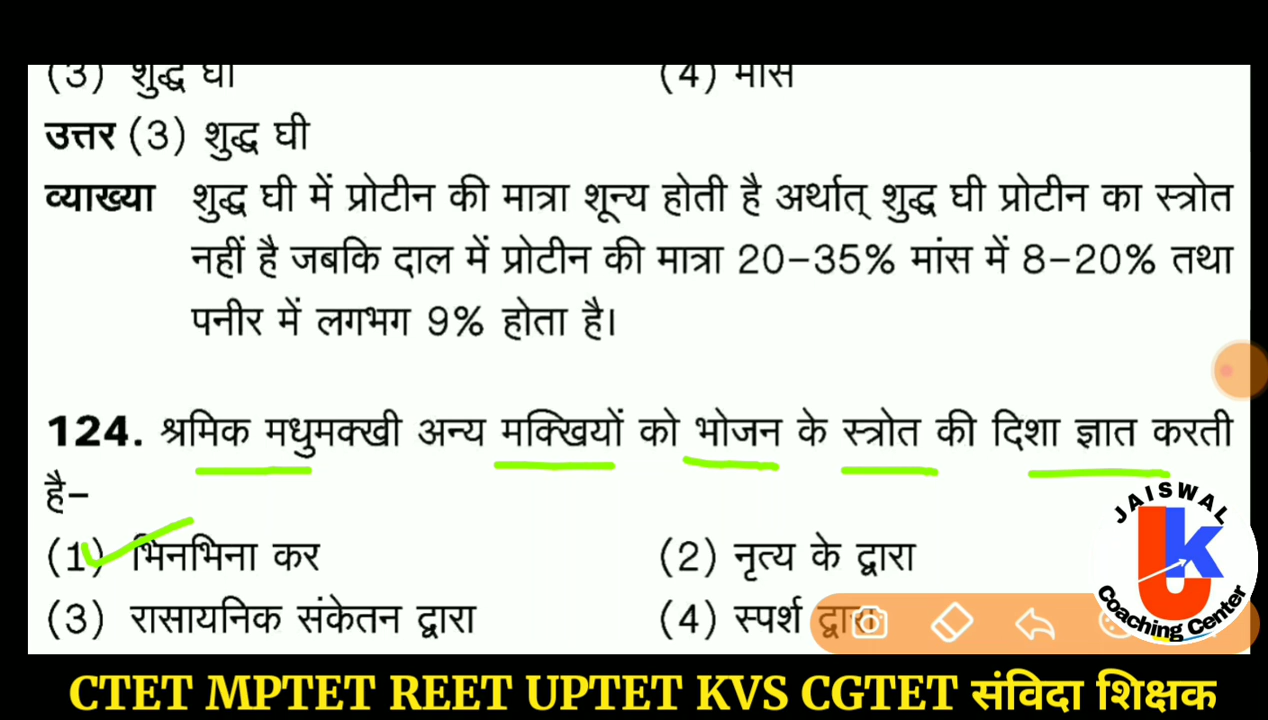 (3) शुद्ध घी (4) मांस
उत्तर (3) शुद्ध घी
व्याख्या शुद्ध घी में प्रोटीन की मात्रा शून्य होती है अर्थात् शुद्ध घी प्रोटीन का स्त्रोत
नहीं है जबकि दाल में प्रोटीन की मात्रा 20–35% मांस में 8–20% तथा
पनीर में लगभग 9% होता है।
124. श्रमिक मधुमक्खी अन्य मक्खियों को भोजन के स्त्रोत की दिशा ज्ञात करती
है–
(1) भिनभिना कर (2) नृत्य के द्वारा
(3) रासायनिक संकेतन द्वारा (4) स्पर्श द्वारा
JAISWAL
UK
Coaching Center
CTET MPTET REET UPTET KVS CGTET संविदा शिक्षक